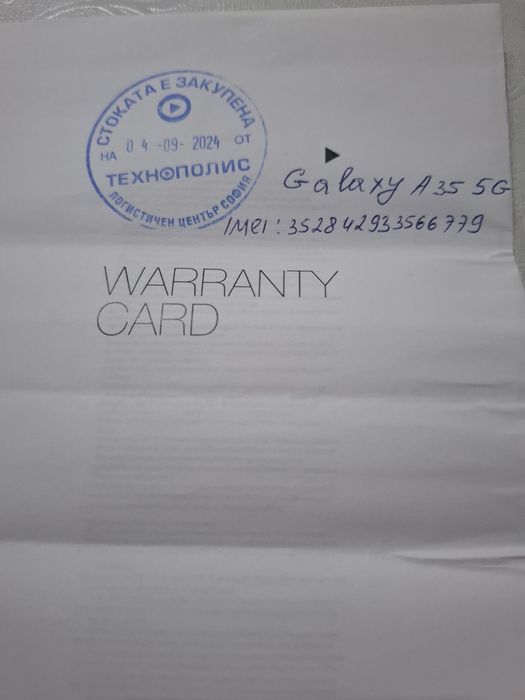 СТОКАТА Е ЗАКУПЕНА
НА 04 -09- 2024 ОТ
ТЕХНОПОЛИС
ЛОГИСТИЧЕН ЦЕНТЪР СОФИЯ
Galaxy A35 5G
IMEI: 352842933566779
WARRANTY
CARD